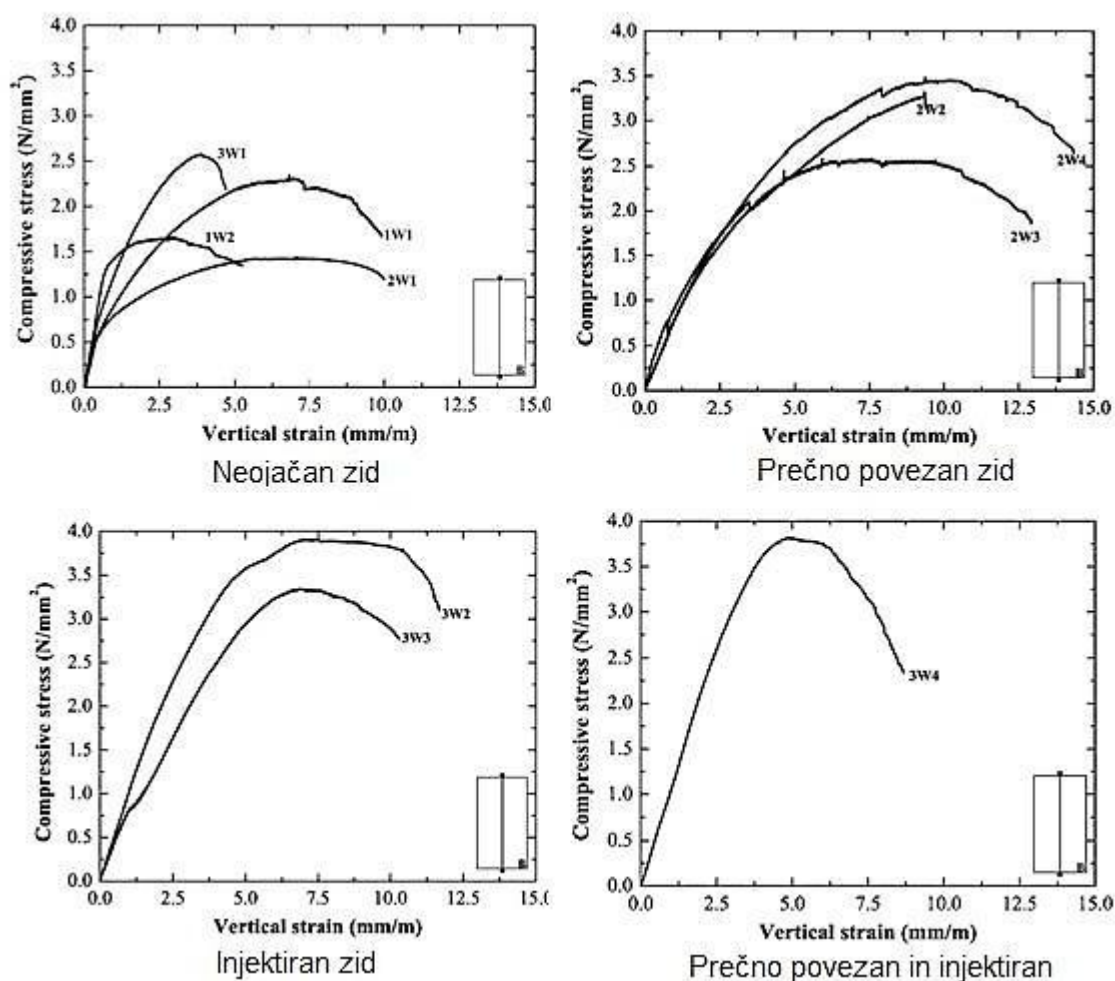 4.0
3.5
3.0
2.5
2.0
1.5
1.0
0.5
0.0
Compressive stress (N/mm²)
3W1
1W2
1W1
2W1
0.0 2.5 5.0 7.5 10.0 12.5 15.0
Vertical strain (mm/m)
Neojačan zid
4.0
3.5
3.0
2.5
2.0
1.5
1.0
0.5
0.0
Compressive stress (N/mm²)
2W2
2W4
2W3
0.0 2.5 5.0 7.5 10.0 12.5 15.0
Vertical strain (mm/m)
Prečno povezan zid
4.0
3.5
3.0
2.5
2.0
1.5
1.0
0.5
0.0
Compressive stress (N/mm²)
3W2
3W3
0.0 2.5 5.0 7.5 10.0 12.5 15.0
Vertical strain (mm/m)
Injektiran zid
4.0
3.5
3.0
2.5
2.0
1.5
1.0
0.5
0.0
Compressive stress (N/mm²)
3W4
0.0 2.5 5.0 7.5 10.0 12.5 15.0
Vertical strain (mm/m)
Prečno povezan in injektiran